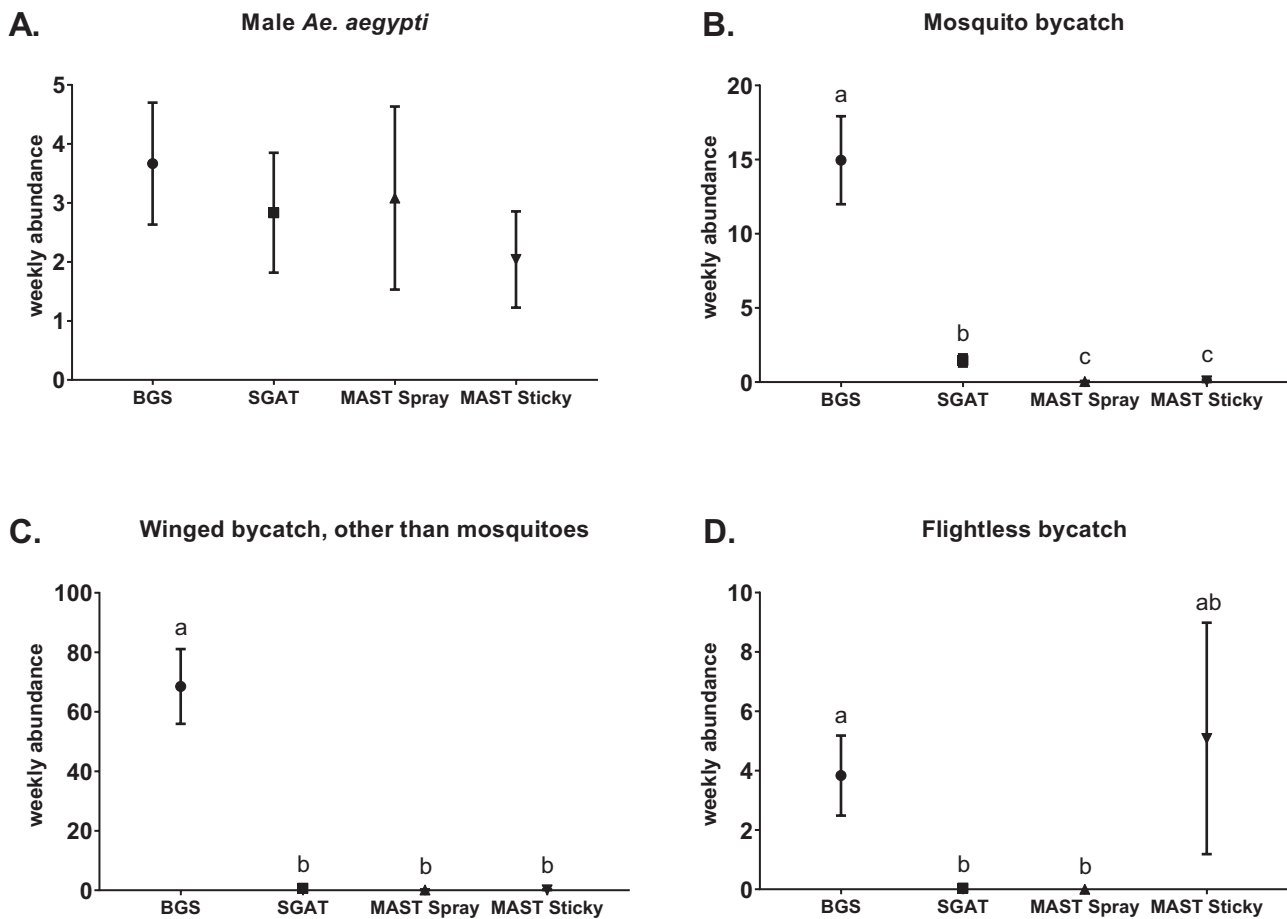 A.
Male Ae. aegypti
weekly abundance
5
4
3
2
1
0
BGS SGAT MAST Spray MAST Sticky
B.
Mosquito bycatch
weekly abundance
20
15
10
5
0
a
b
c
c
BGS SGAT MAST Spray MAST Sticky
C.
Winged bycatch, other than mosquitoes
weekly abundance
100
80
60
40
20
0
a
b
b
b
BGS SGAT MAST Spray MAST Sticky
D.
Flightless bycatch
weekly abundance
10
8
6
4
2
0
a
b
b
ab
BGS SGAT MAST Spray MAST Sticky